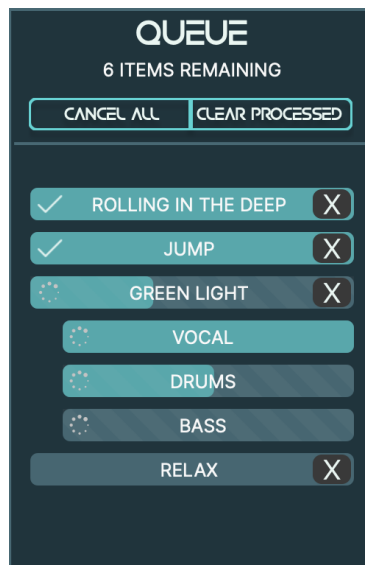 QUEUE
6 ITEMS REMAINING
CANCEL ALL CLEAR PROCESSED
ROLLING IN THE DEEP X
JUMP X
GREEN LIGHT X
VOCAL
DRUMS
BASS
RELAX X